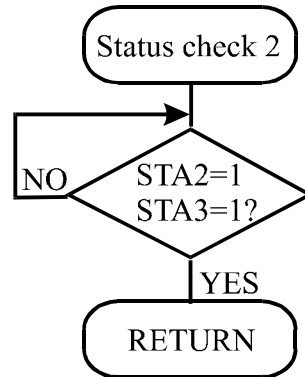 Status check 2
STA2=1
STA3=1?
NO
YES
RETURN